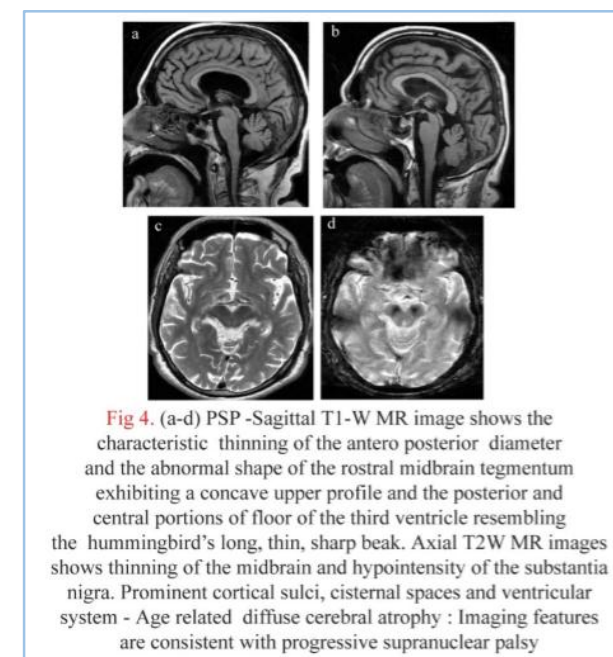 a
b
c
d
Fig 4. (a-d) PSP -Sagittal T1-W MR image shows the
characteristic thinning of the antero posterior diameter
and the abnormal shape of the rostral midbrain tegmentum
exhibiting a concave upper profile and the posterior and
central portions of floor of the third ventricle resembling
the hummingbird's long, thin, sharp beak. Axial T2W MR images
shows thinning of the midbrain and hypointensity of the substantia
nigra. Prominent cortical sulci, cisternal spaces and ventricular
system - Age related diffuse cerebral atrophy : Imaging features
are consistent with progressive supranuclear palsy